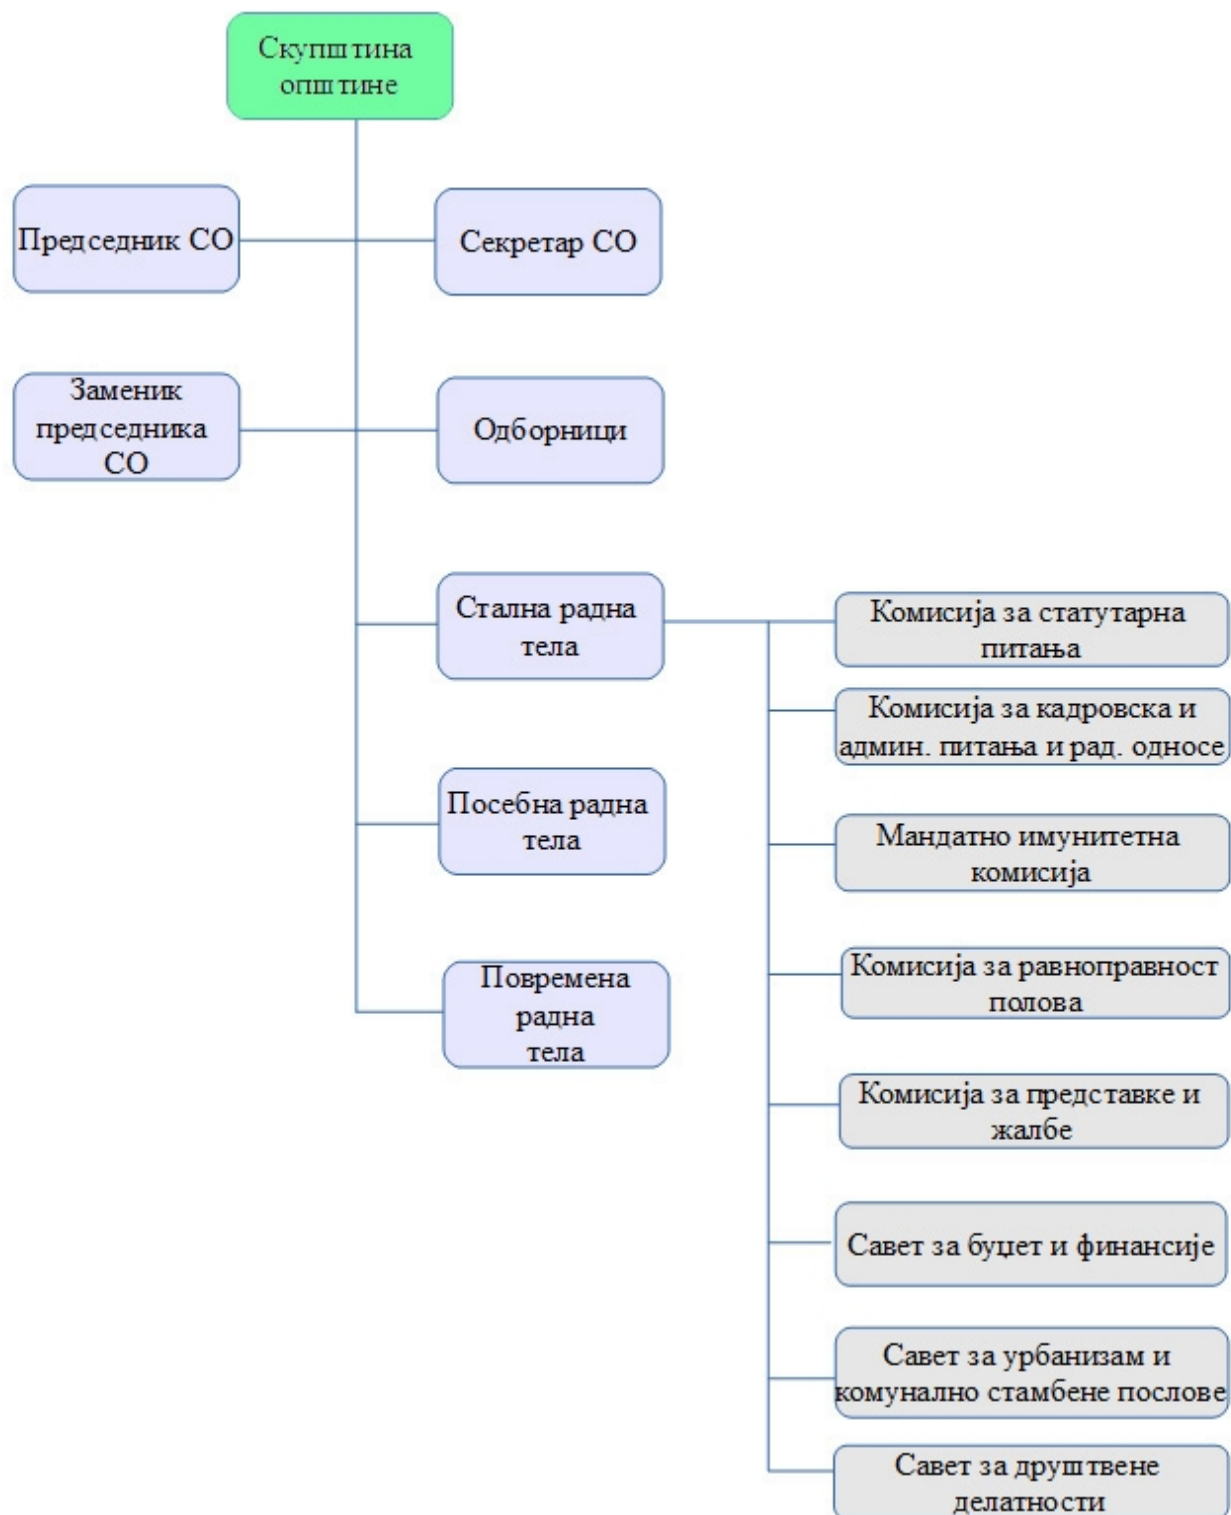 Скупштина
општине
Председник СО
Секретар СО
Заменик
председника
СО
Одборници
Стална радна
тела
Посебна радна
тела
Повремена
радна
тела
Комисија за статутарна
питања
Комисија за кадровска и
админ. питања и рад. односе
Мандатно имунитетна
комисија
Комисија за равноправност
полова
Комисија за представке и
жалбе
Савет за буџет и финансије
Савет за урбанизам и
комунално стамбене послове
Савет за друштвене
делатности